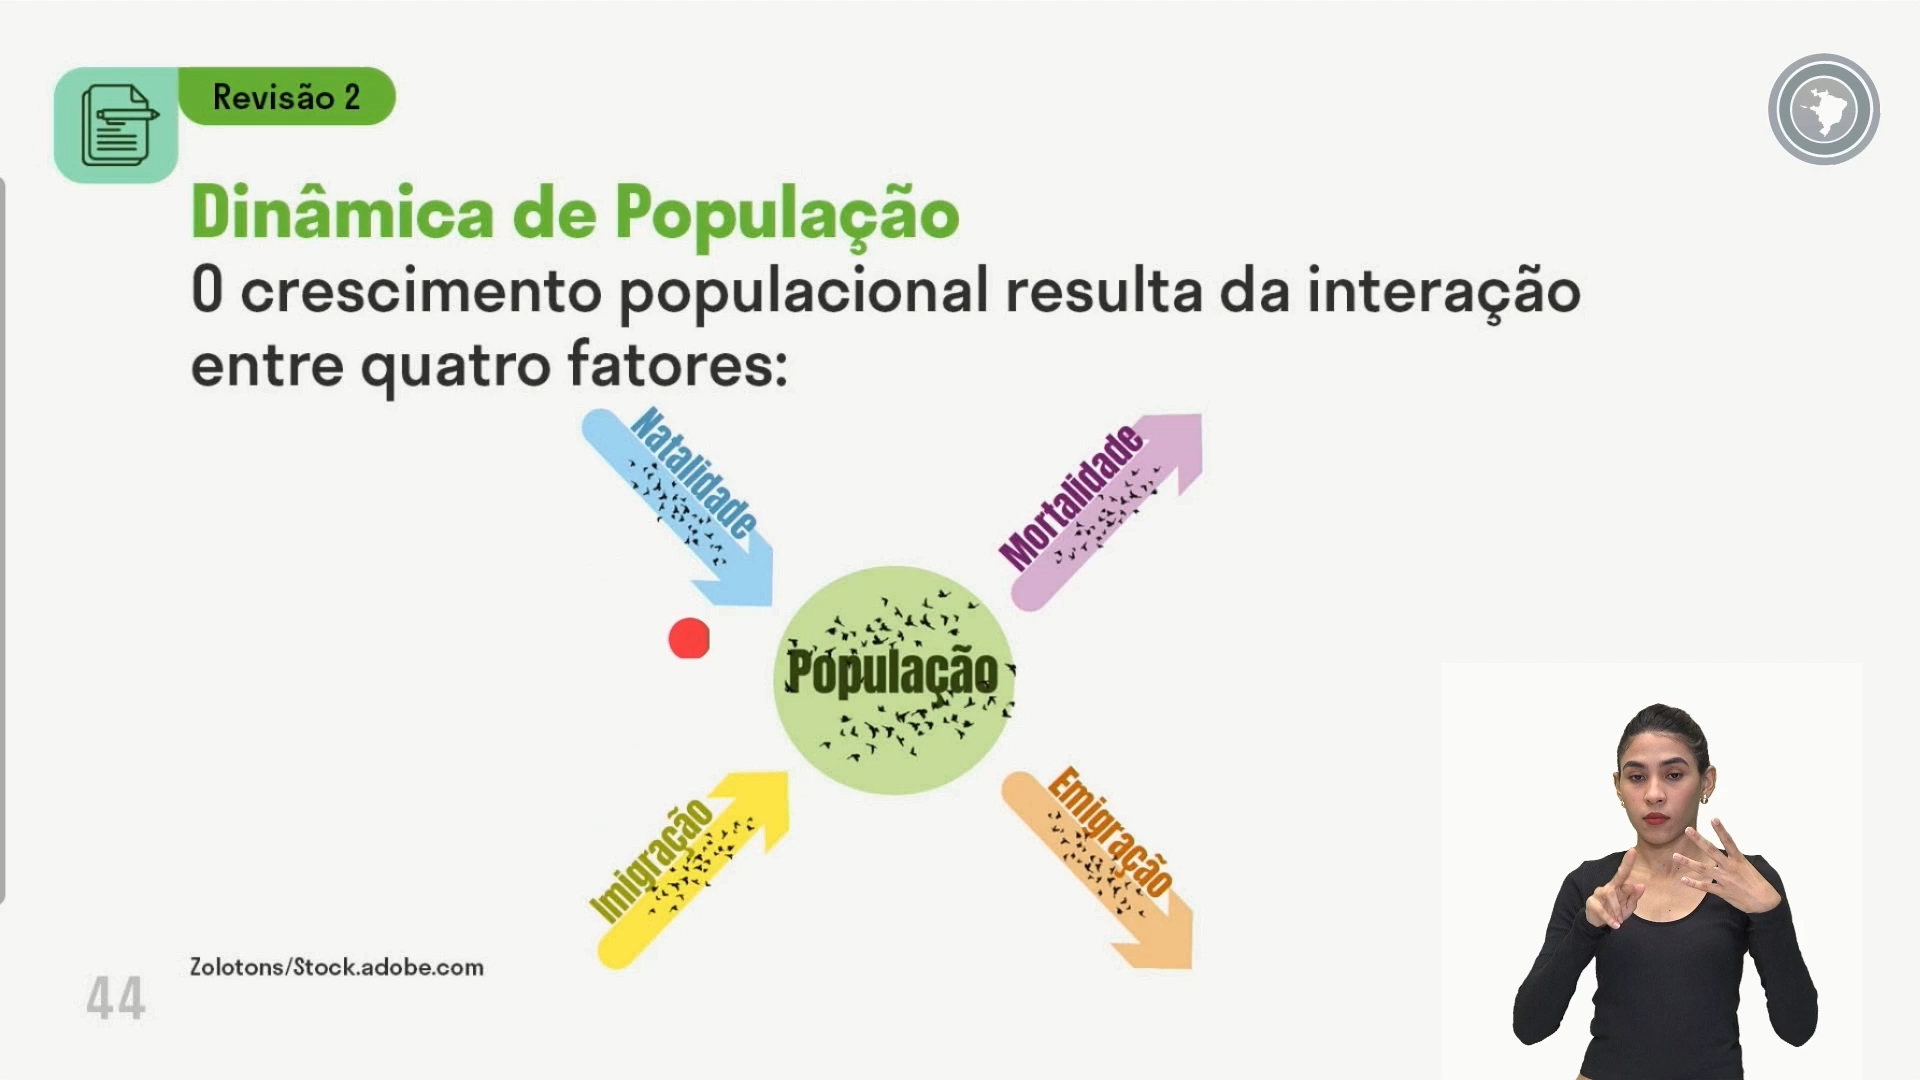 Revisão 2
Dinâmica de População
O crescimento populacional resulta da interação
entre quatro fatores:
Natalidade
Mortalidade
População
Imigração
Emigração
Zolotons/Stock.adobe.com
44